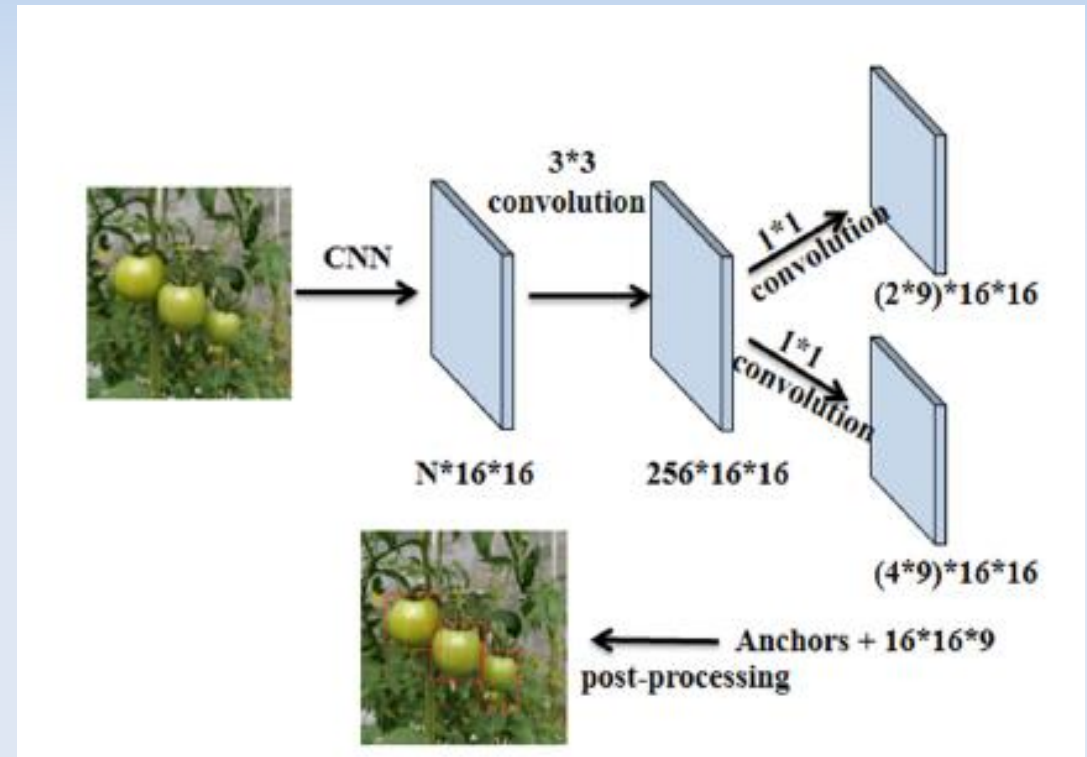 3*3
convolution
CNN
1*1
convolution
(2*9)*16*16
1*1
convolution
N*16*16
256*16*16
(4*9)*16*16
Anchors + 16*16*9
post-processing